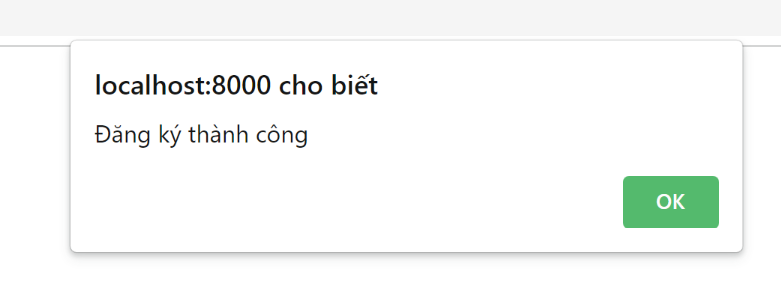 localhost:8000 cho biết
Đăng ký thành công
OK